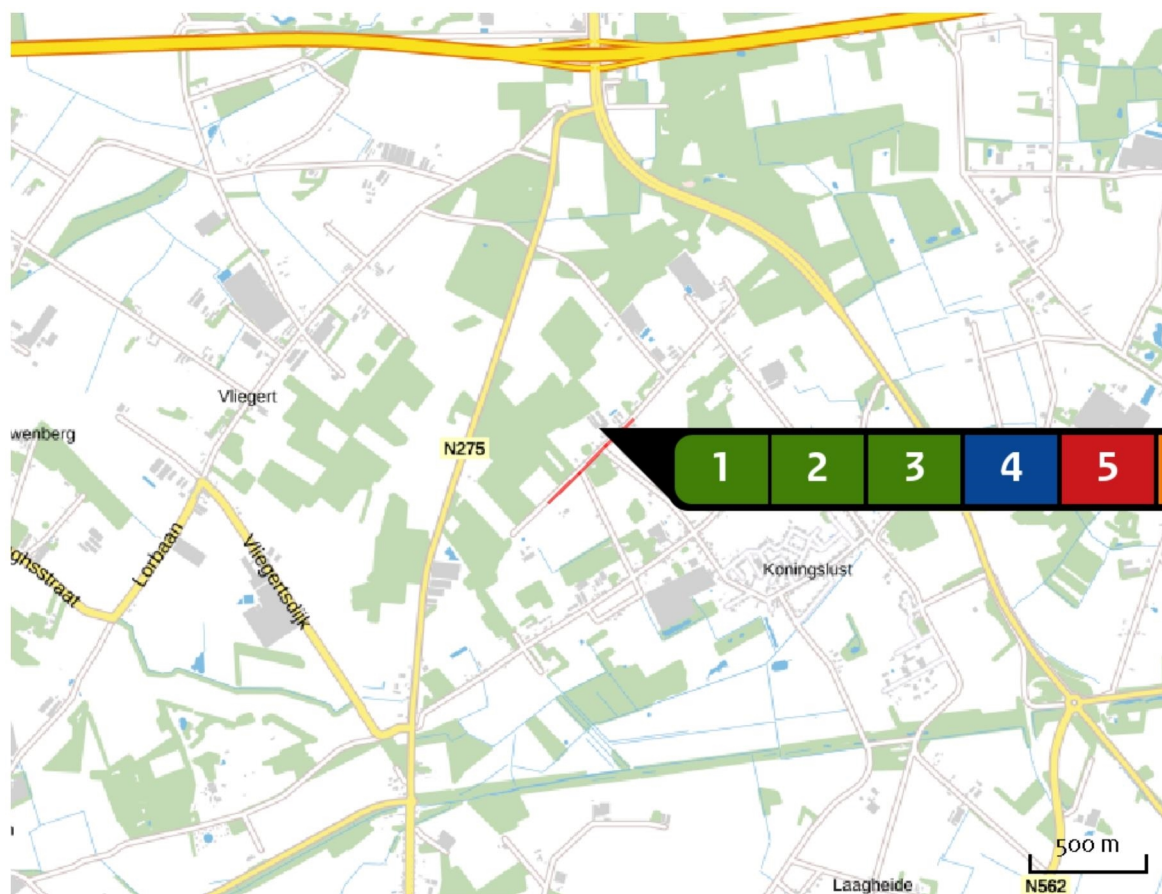 Vliegert
wenberg
N275
1 2 3 4 5
Lorbaan
ghsstraat
Vliegertsdijk
Koningslust
500 m
Laagheide
N562